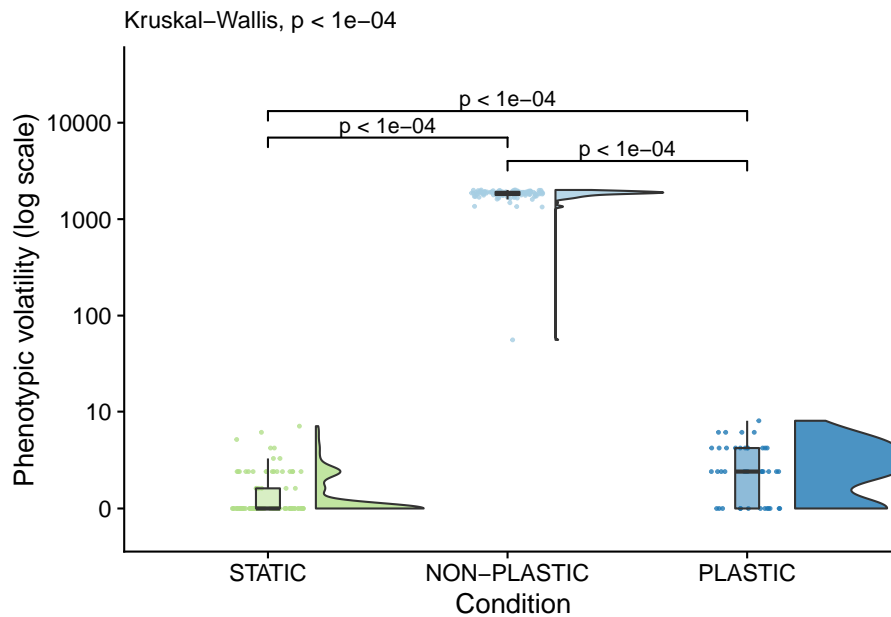 Kruskal−Wallis, p < 1e−04
p < 1e−04
p < 1e−04
p < 1e−04
Phenotypic volatility (log scale)
10000
1000
100
10
0
STATIC
NON−PLASTIC
PLASTIC
Condition